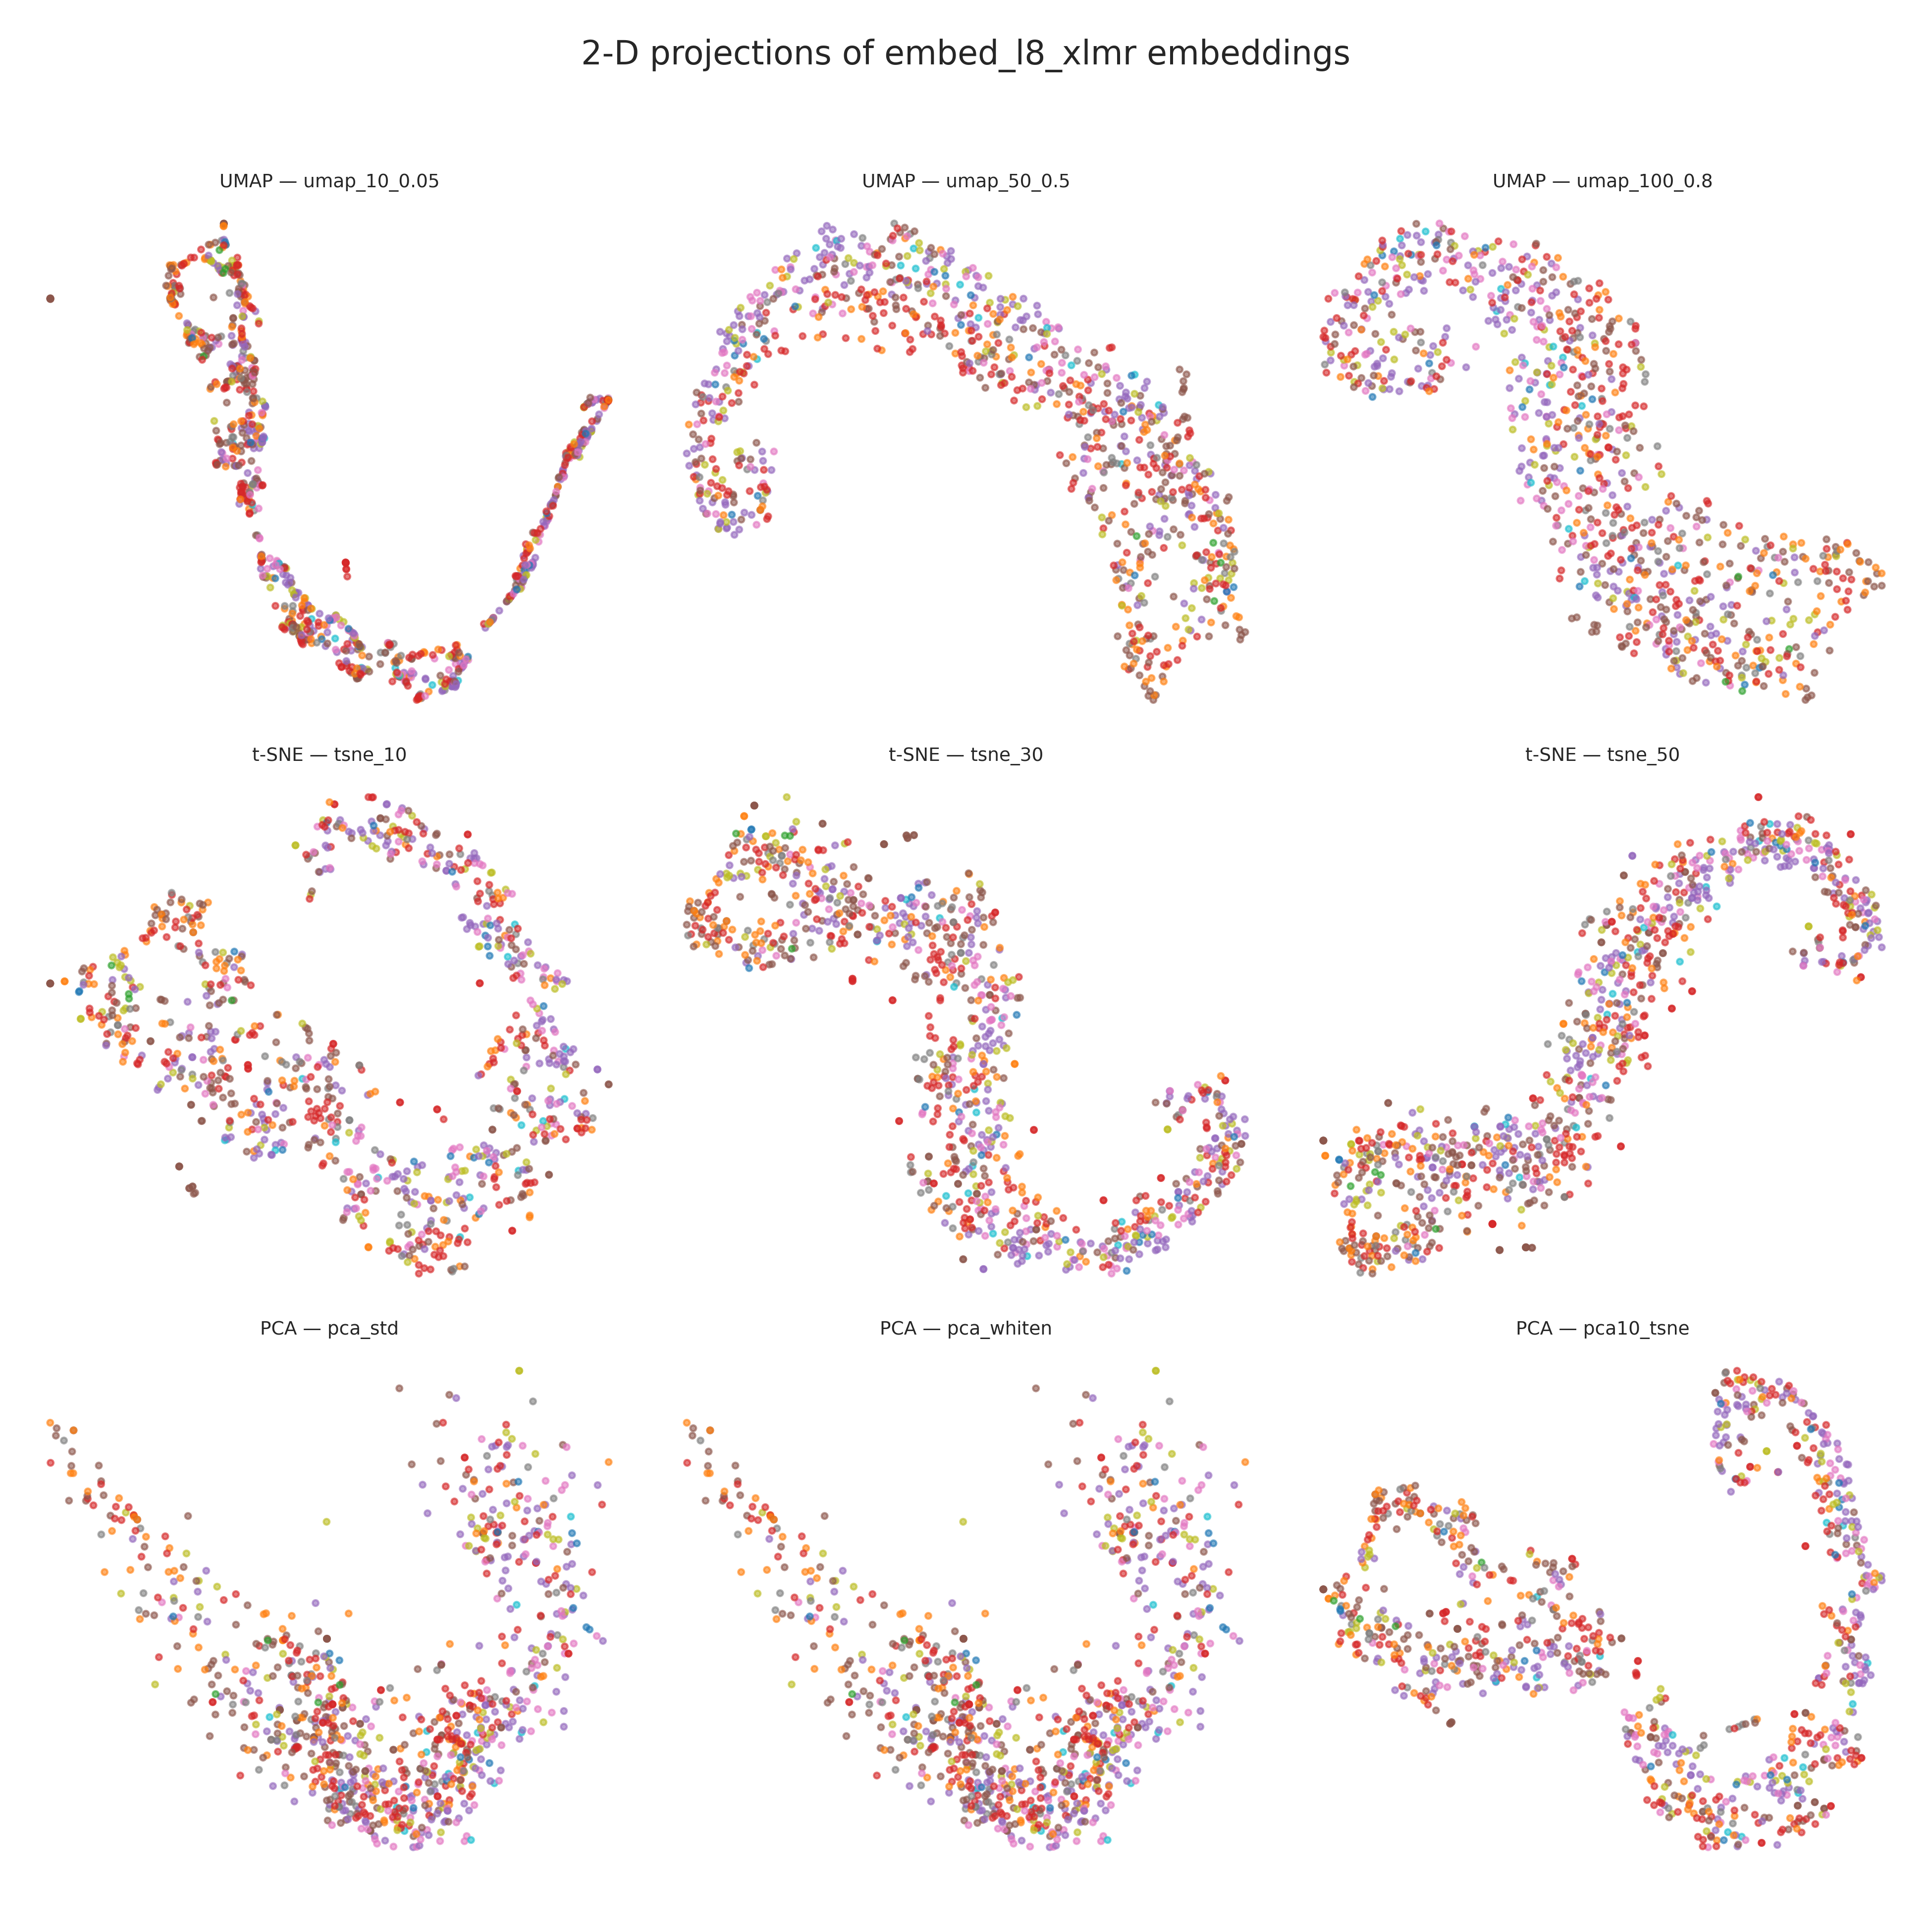 2-D projections of embed_l8_xlmr embeddings
UMAP — umap_10_0.05
UMAP — umap_50_0.5
UMAP — umap_100_0.8
t-SNE — tsne_10
t-SNE — tsne_30
t-SNE — tsne_50
PCA — pca_std
PCA — pca_whiten
PCA — pca10_tsne